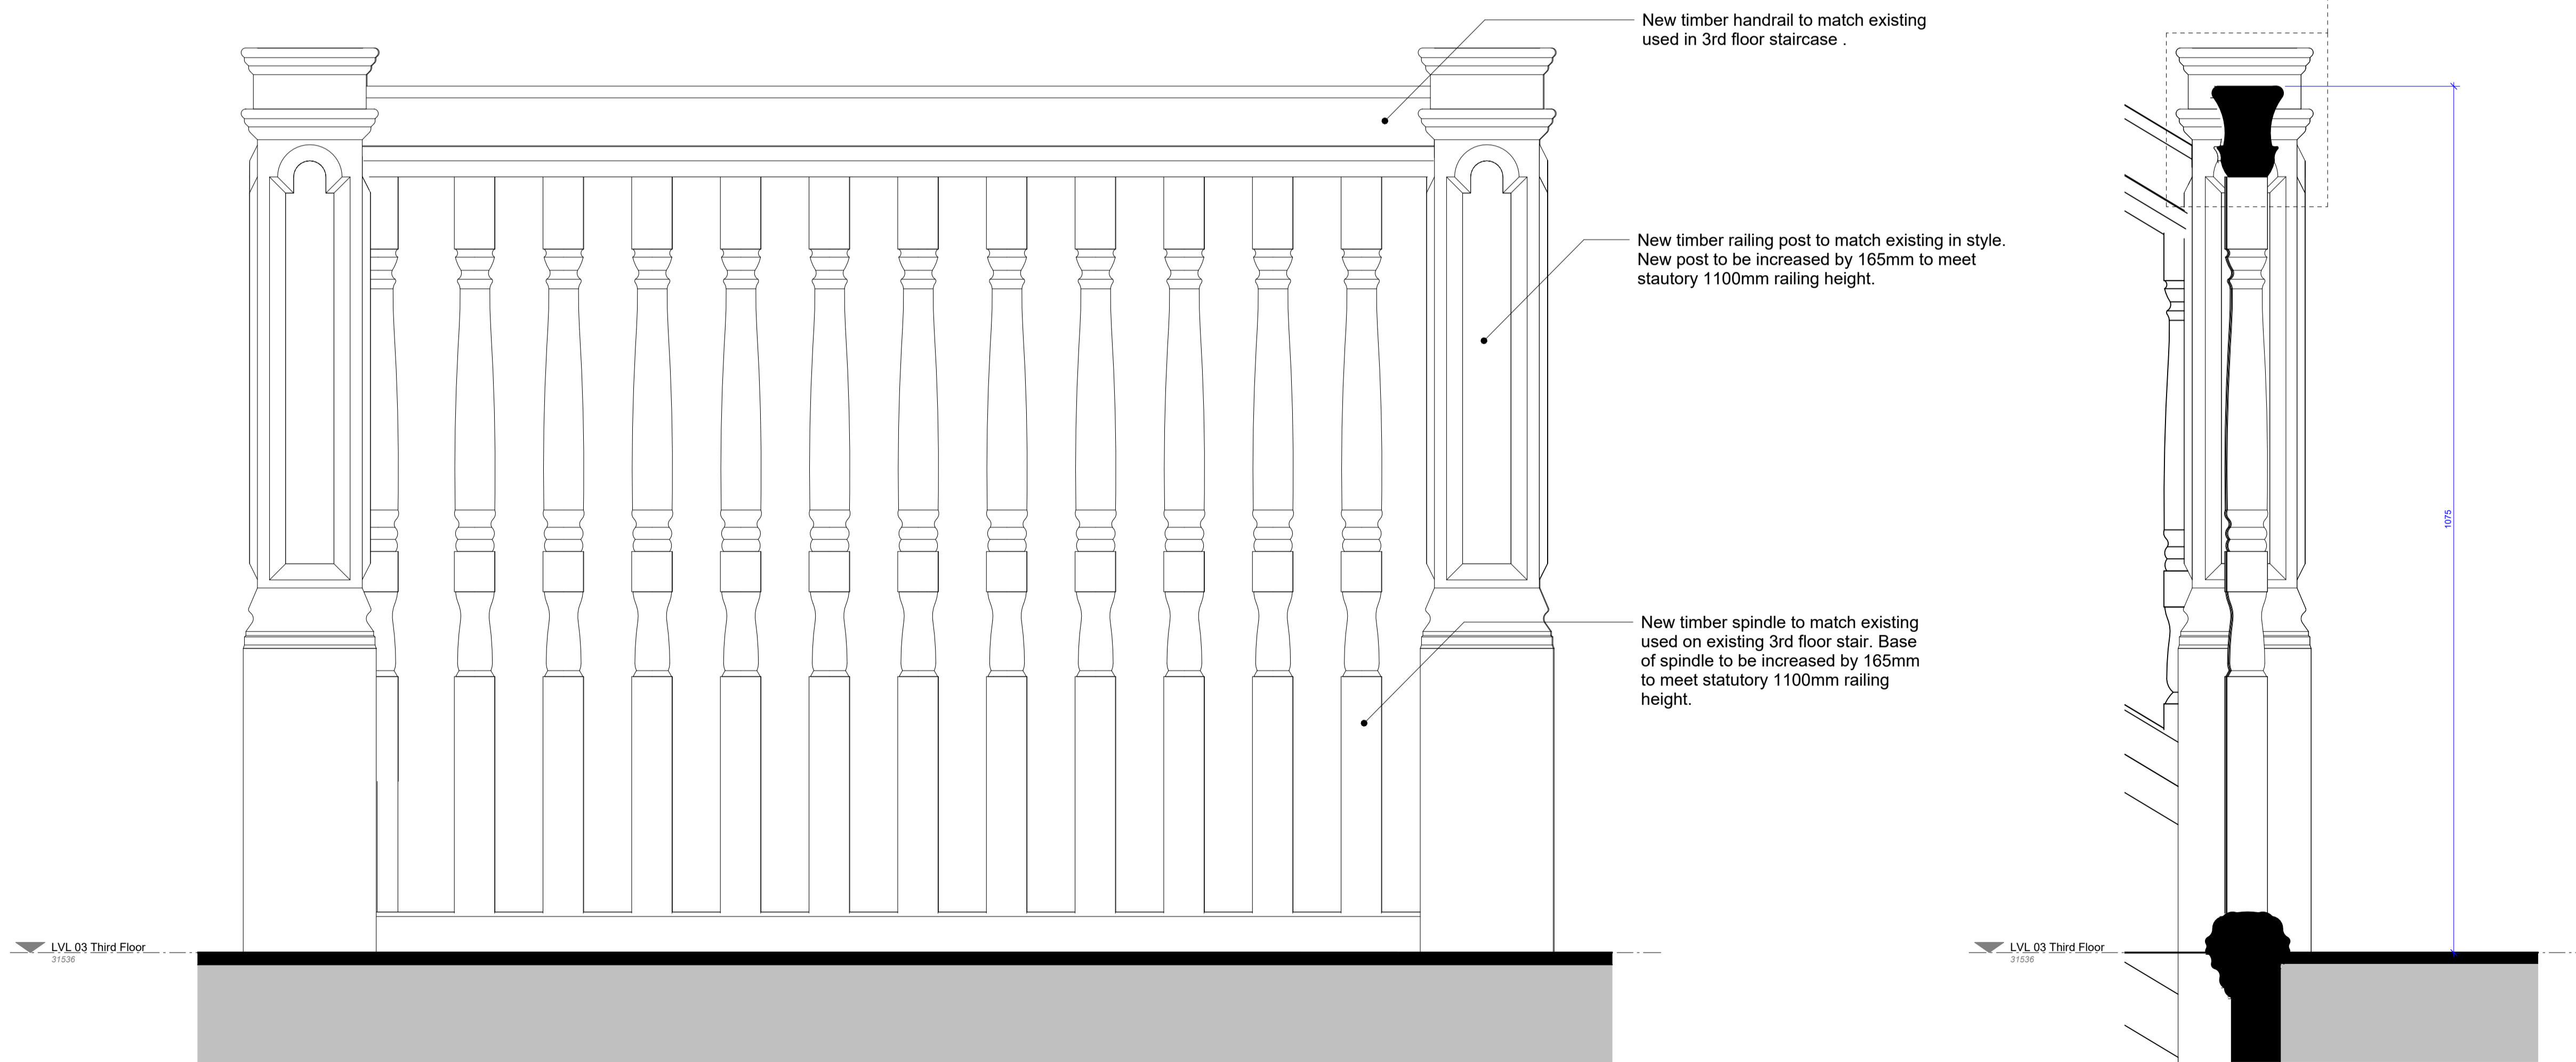 New timber handrail to match existing
used in 3rd floor staircase .
New timber railing post to match existing in style.
New post to be increased by 165mm to meet
stautory 1100mm railing height.
1075
New timber spindle to match existing
used on existing 3rd floor stair. Base
of spindle to be increased by 165mm
to meet statutory 1100mm railing
height.
LVL 03 Third Floor
31536
LVL 03 Third Floor
31536